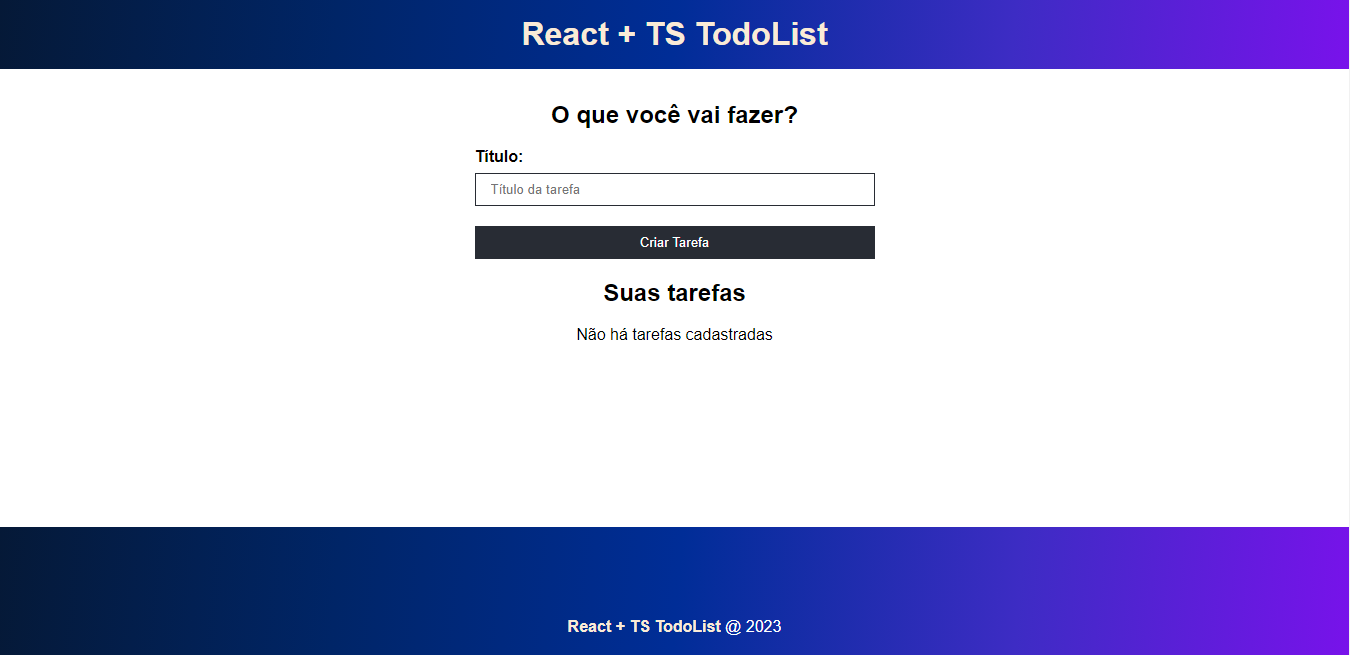 React + TS TodoList
O que você vai fazer?
Título:
Título da tarefa
Criar Tarefa
Suas tarefas
Não há tarefas cadastradas
React + TS TodoList @ 2023